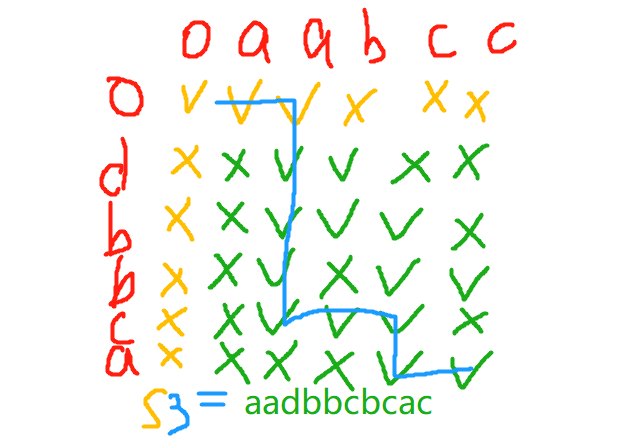 0 a a b c c
0 ✓ ✓ ✓ × × ×
d × × ✓ ✓ × ×
b × × ✓ ✓ ✓ ×
b × × ✓ × ✓ ✓
c × × ✓ ✓ ✓ ×
a × × × × ✓ ✓
S3 = aadbbcbcac